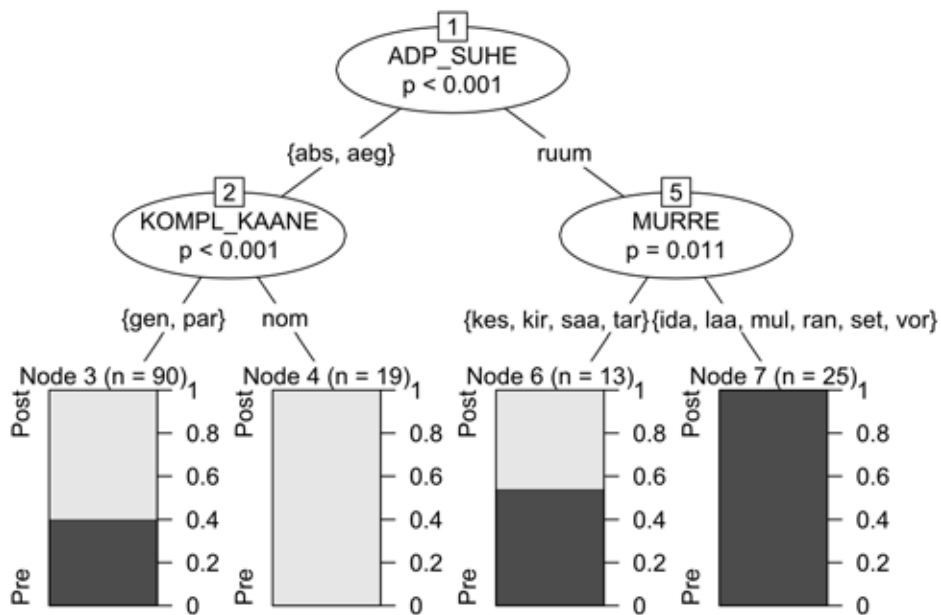 1
ADP_SUHE
p < 0.001
{abs, aeg}
ruum
2
KOMPL_KAANE
p < 0.001
5
MURRE
p = 0.011
{gen, par}
nom
{kes, kir, saa, tar}
{ida, laa, mul, ran, set, vor}
Node 3 (n = 90)
Post
Pre
1
0.8
0.6
0.4
0.2
0
Node 4 (n = 19)
Post
Pre
1
0.8
0.6
0.4
0.2
0
Node 6 (n = 13)
Post
Pre
1
0.8
0.6
0.4
0.2
0
Node 7 (n = 25)
Post
Pre
1
0.8
0.6
0.4
0.2
0